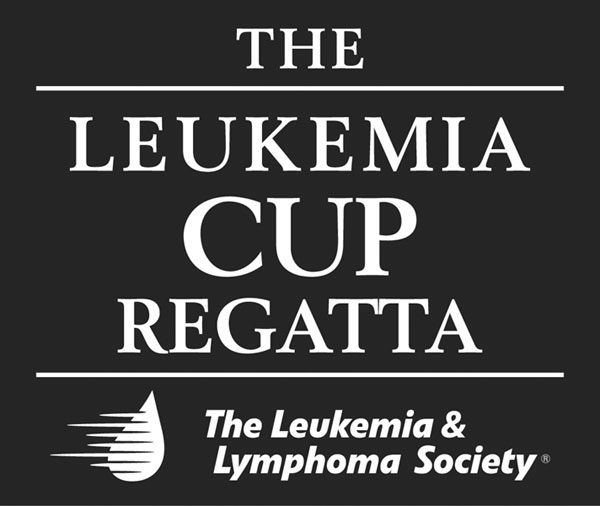 THE
LEUKEMIA
CUP
REGATTA
The Leukemia &
Lymphoma Society®